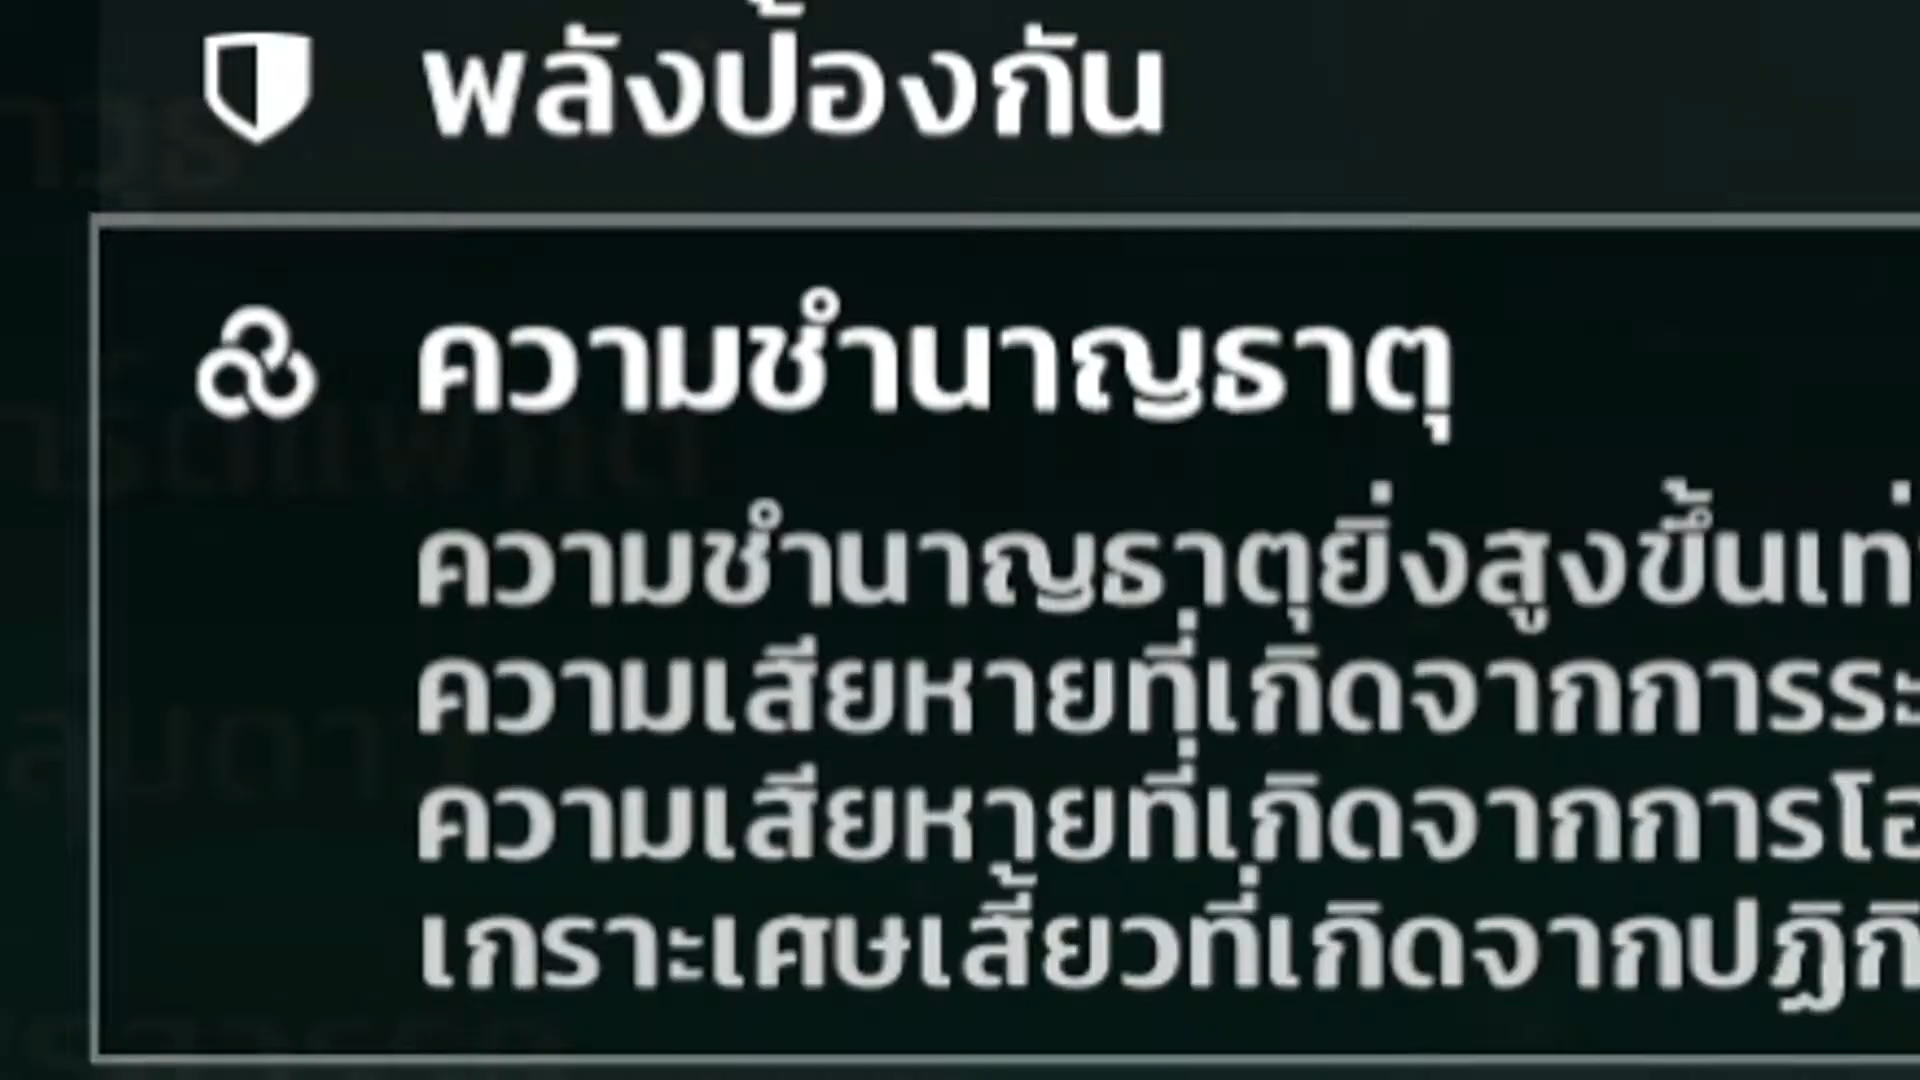 พลังป้องกัน
ความชำนาญธาตุ
ความชำนาญธาตุยิ่งสูงขึ้นเท่
ความเสียหายที่เกิดจากการระ
ความเสียหายที่เกิดจากการโอ
เกราะเศษเสี้ยวที่เกิดจากปฏิกิ